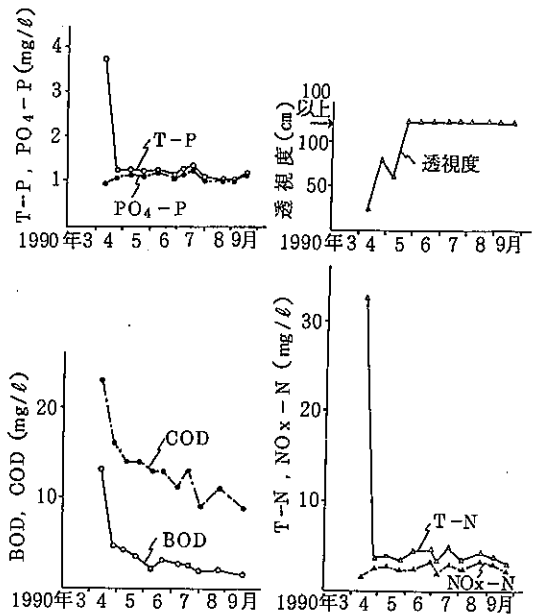 T-P, PO₄-P (mg/ℓ)
4
3
2
1
T-P
PO₄-P
1990年3 4 5 6 7 8 9月
透視度(cm)
100
以上
100
50
透視度
1990年3 4 5 6 7 8 9月
BOD, COD (mg/ℓ)
20
10
COD
BOD
1990年3 4 5 6 7 8 9月
T-N, NOx-N (mg/ℓ)
30
20
10
T-N
NOx-N
1990年3 4 5 6 7 8 9月